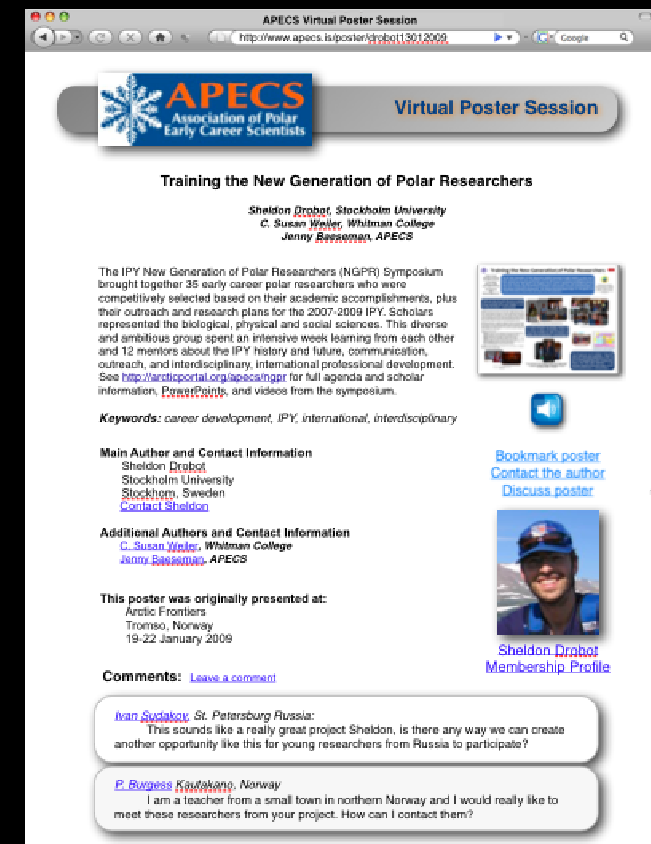 APECS Virtual Poster Session
http://www.apecs.is/poster/drobot13012009
Google
APECS
Association of Polar
Early Career Scientists
Virtual Poster Session
Training the New Generation of Polar Researchers
Sheldon Drobot, Stockholm University
C. Susan Weiler, Whitman College
Jenny Baeseman, APECS
The IPY New Generation of Polar Researchers (NGPR) Symposium
brought together 35 early career polar researchers who were
competitively selected based on their academic accomplishments, plus
their outreach and research plans for the 2007-2009 IPY. Scholars
represented the biological, physical and social sciences. This diverse
and ambitious group spent an intensive week learning from each other
and 12 mentors about the IPY history and future, communication,
outreach, and interdisciplinary, international professional development.
See http://arcticportal.org/apecs/ngpr for full agenda and scholar
information, PowerPoints, and videos from the symposium.
Training the New Generation of Polar Researchers
Keywords: career development, IPY, international, interdisciplinary
Bookmark poster
Contact the author
Discuss poster
Main Author and Contact Information
Sheldon Drobot
Stockholm University
Stockhom, Sweden
Contact Sheldon
Additional Authors and Contact Information
C. Susan Weiler, Whitman College
Jenny Baeseman, APECS
This poster was originally presented at:
Arctic Frontiers
Tromso, Norway
19-22 January 2009
Sheldon Drobot
Membership Profile
Comments: Leave a comment
Ivan Sudakov, St. Petersburg Russia:
This sounds like a really great project Sheldon, is there any way we can create
another opportunity like this for young researchers from Russia to participate?
P. Burgess Kautakano, Norway
I am a teacher from a small town in northern Norway and I would really like to
meet these researchers from your project. How can I contact them?